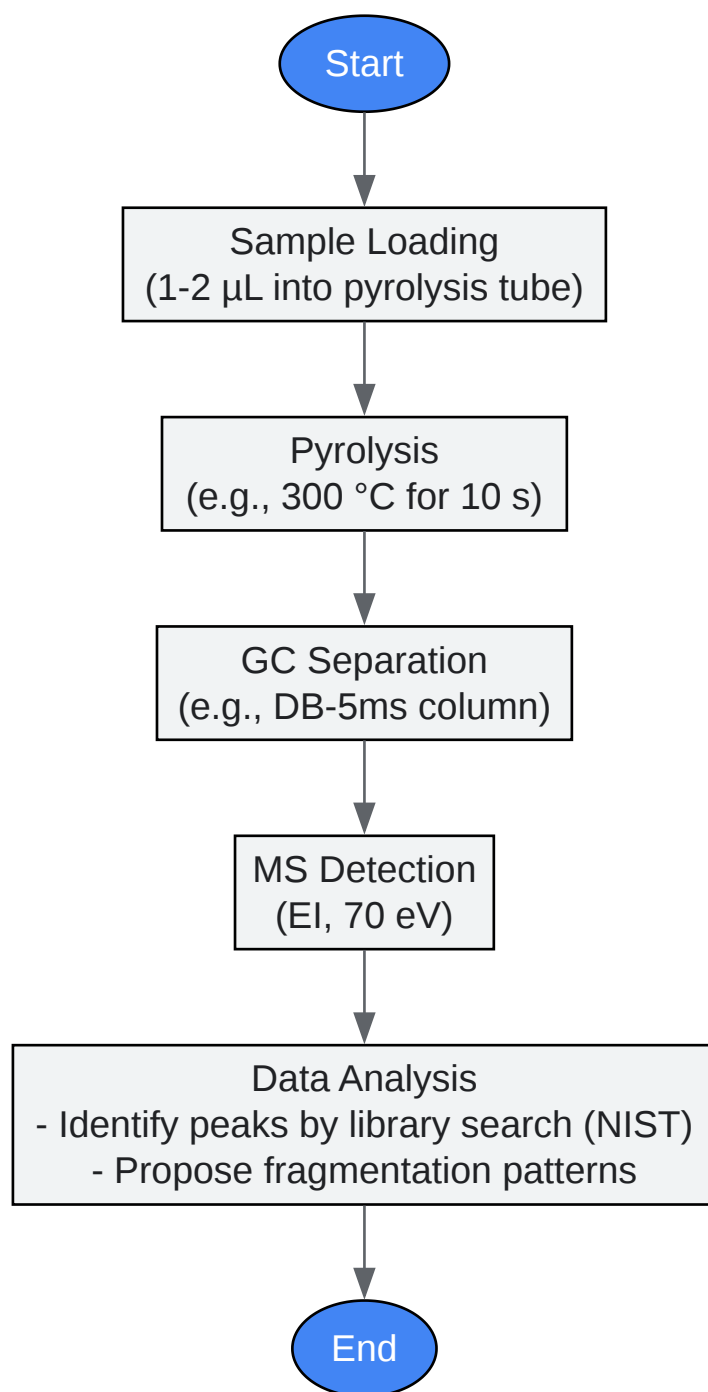 Start
Sample Loading
(1-2 µL into pyrolysis tube)
Pyrolysis
(e.g., 300 °C for 10 s)
GC Separation
(e.g., DB-5ms column)
MS Detection
(EI, 70 eV)
Data Analysis
- Identify peaks by library search (NIST)
- Propose fragmentation patterns
End